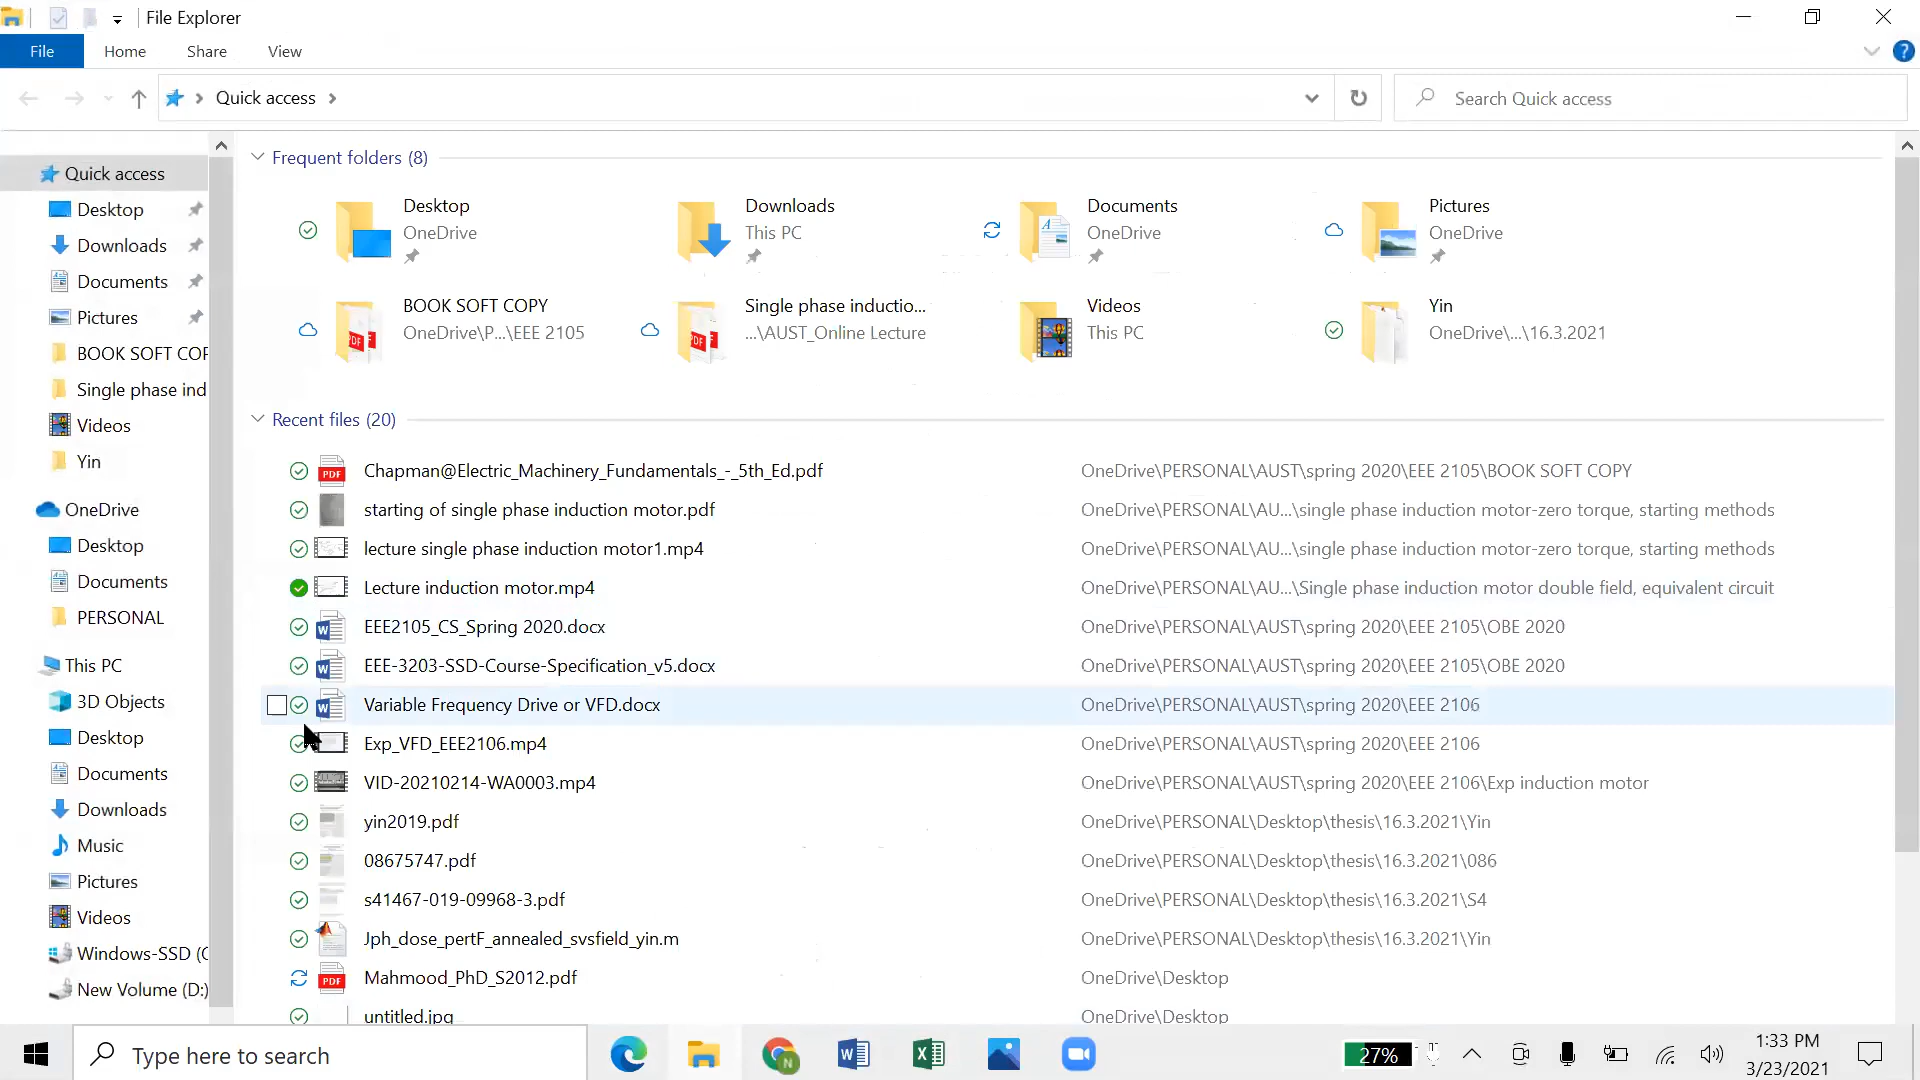 File Explorer
File Home Share View
Quick access
Search Quick access
Quick access
Desktop
Downloads
Documents
Pictures
BOOK SOFT COP
Single phase ind
Videos
Yin
OneDrive
Desktop
Documents
PERSONAL
This PC
3D Objects
Desktop
Documents
Downloads
Music
Pictures
Videos
Windows-SSD (C
New Volume (D:)
Frequent folders (8)
Desktop
OneDrive
Downloads
This PC
Documents
OneDrive
Pictures
OneDrive
BOOK SOFT COPY
OneDrive\P...\EEE 2105
Single phase inductio...
...\AUST_Online Lecture
Videos
This PC
Yin
OneDrive\...\16.3.2021
Recent files (20)
Chapman@Electric_Machinery_Fundamentals_-_5th_Ed.pdf OneDrive\PERSONAL\AUST\spring 2020\EEE 2105\BOOK SOFT COPY
starting of single phase induction motor.pdf OneDrive\PERSONAL\AU...\single phase induction motor-zero torque, starting methods
lecture single phase induction motor1.mp4 OneDrive\PERSONAL\AU...\single phase induction motor-zero torque, starting methods
Lecture induction motor.mp4 OneDrive\PERSONAL\AU...\Single phase induction motor double field, equivalent circuit
EEE2105_CS_Spring 2020.docx OneDrive\PERSONAL\AUST\spring 2020\EEE 2105\OBE 2020
EEE-3203-SSD-Course-Specification_v5.docx OneDrive\PERSONAL\AUST\spring 2020\EEE 2105\OBE 2020
Variable Frequency Drive or VFD.docx OneDrive\PERSONAL\AUST\spring 2020\EEE 2106
Exp_VFD_EEE2106.mp4 OneDrive\PERSONAL\AUST\spring 2020\EEE 2106
VID-20210214-WA0003.mp4 OneDrive\PERSONAL\AUST\spring 2020\EEE 2106\Exp induction motor
yin2019.pdf OneDrive\PERSONAL\Desktop\thesis\16.3.2021\Yin
08675747.pdf OneDrive\PERSONAL\Desktop\thesis\16.3.2021\086
s41467-019-09968-3.pdf OneDrive\PERSONAL\Desktop\thesis\16.3.2021\S4
Jph_dose_pertF_annealed_svsfield_yin.m OneDrive\PERSONAL\Desktop\thesis\16.3.2021\Yin
Mahmood_PhD_S2012.pdf OneDrive\Desktop
untitled.jpg OneDrive\Desktop
Type here to search
27%
1:33 PM
3/23/2021